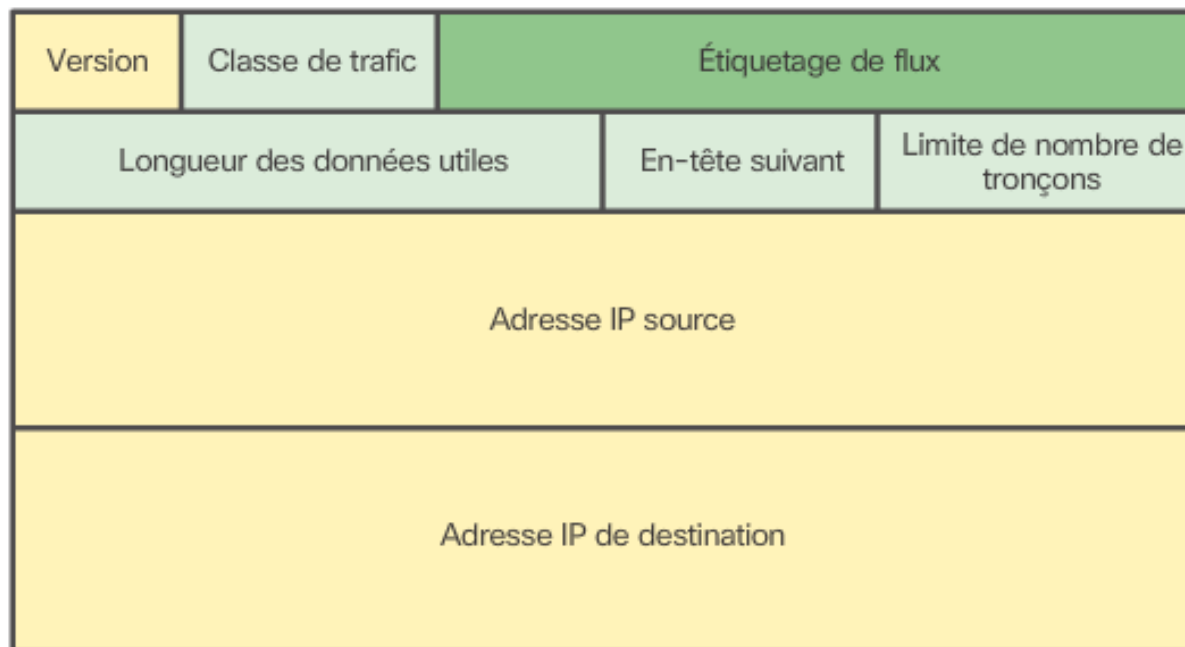 Version
Classe de trafic
Étiquetage de flux
Longueur des données utiles
En-tête suivant
Limite de nombre de
tronçons
Adresse IP source
Adresse IP de destination